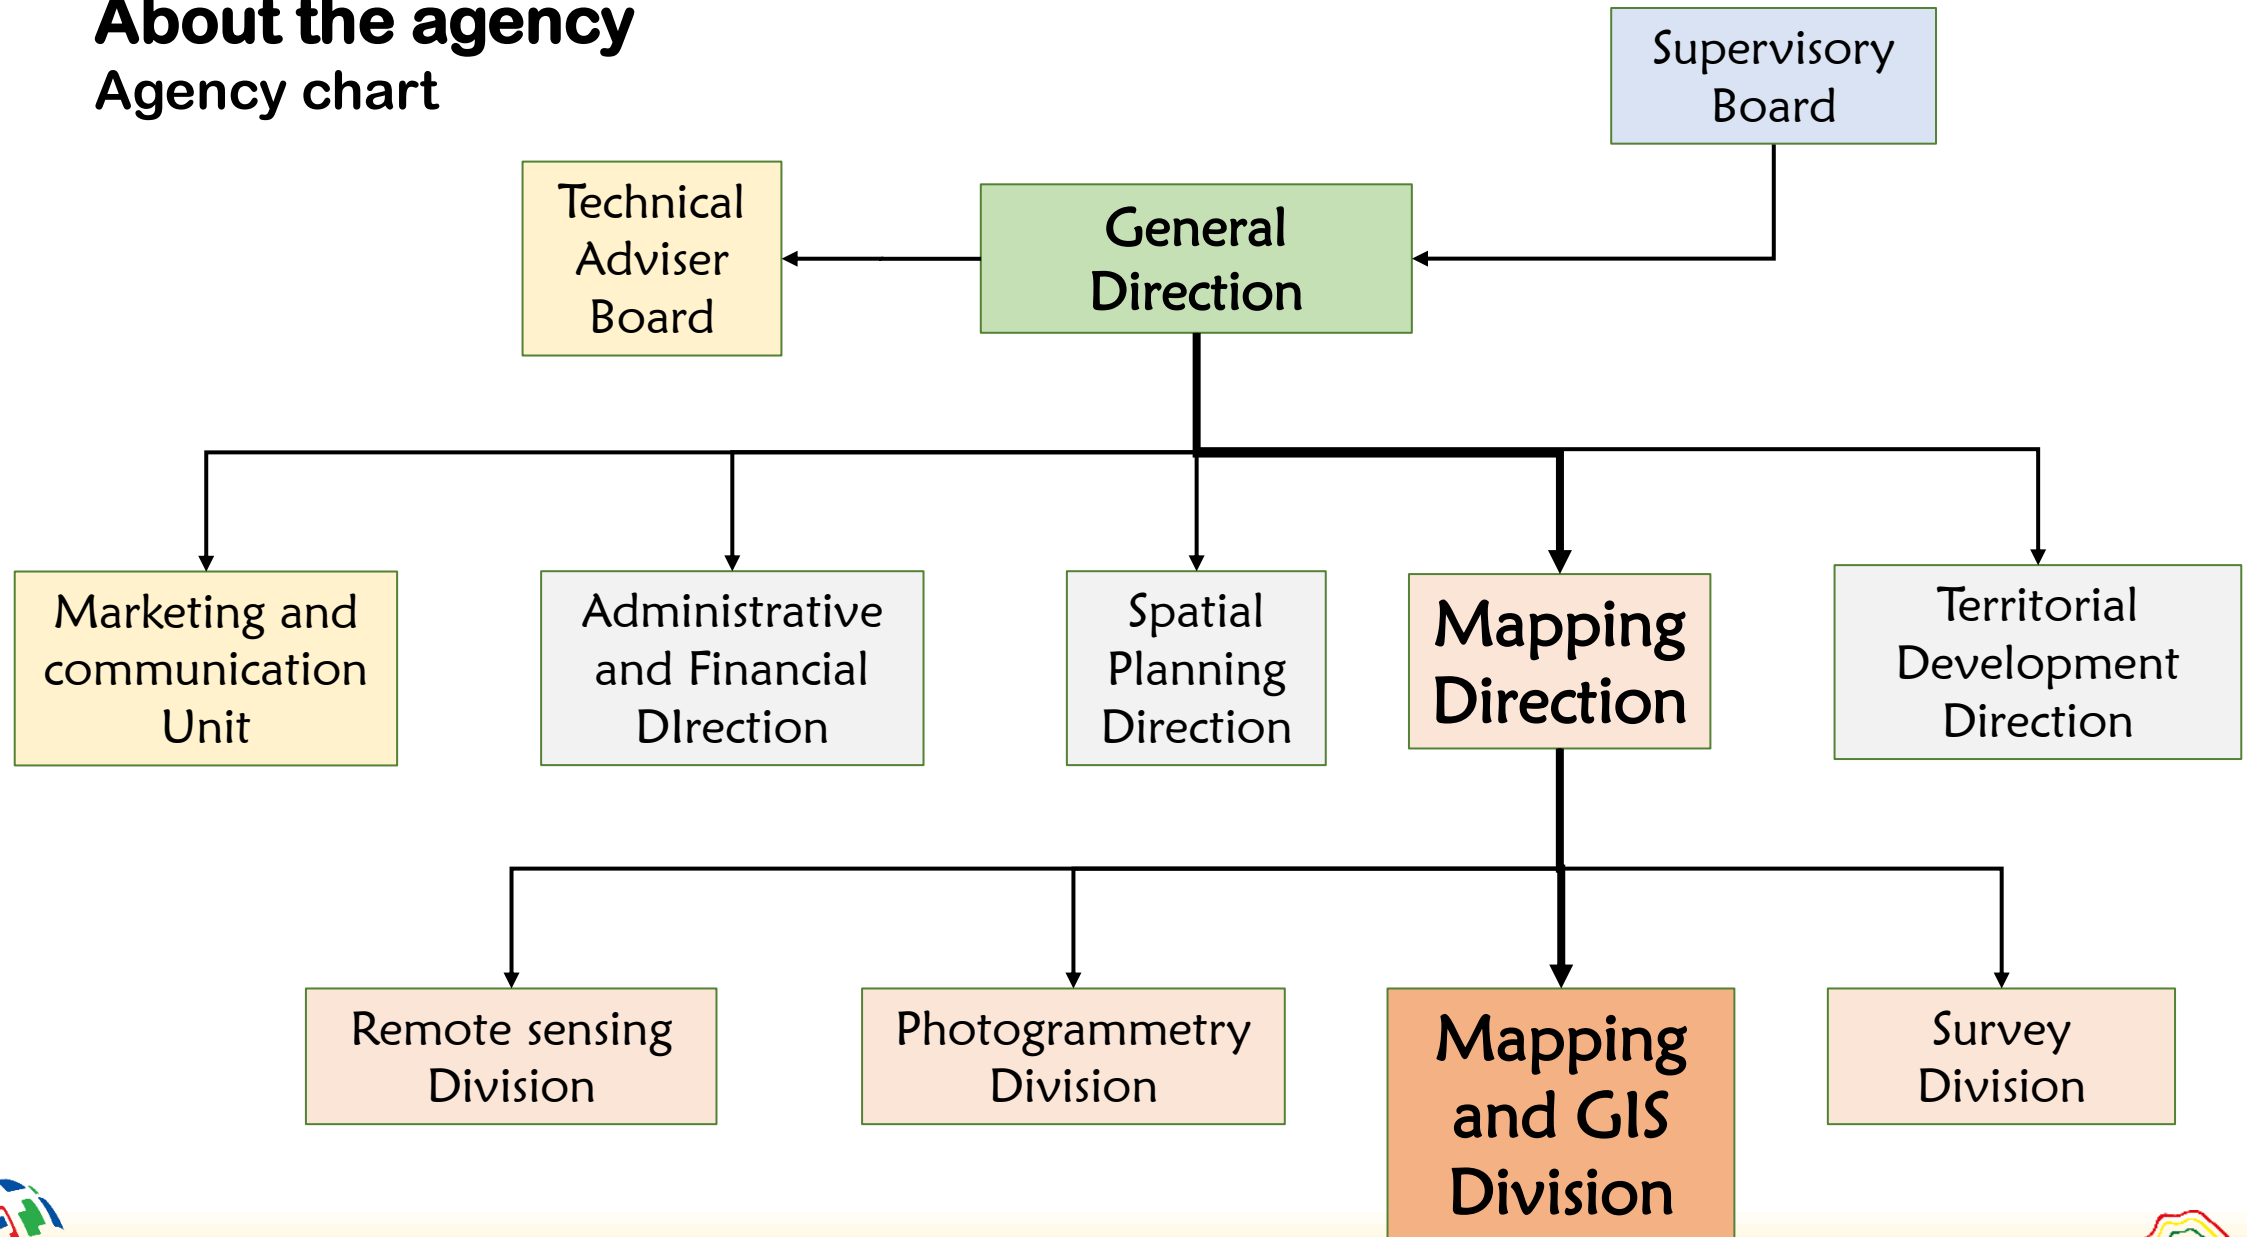 About the agency
Agency chart
Supervisory
Board
Technical
Adviser
Board
General
Direction
Marketing and
communication
Unit
Administrative
and Financial
DIrection
Spatial
Planning
Direction
Mapping
Direction
Territorial
Development
Direction
Remote sensing
Division
Photogrammetry
Division
Mapping
and GIS
Division
Survey
Division